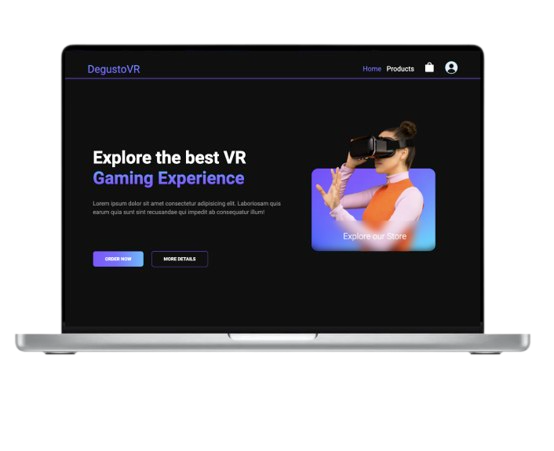 DegustoVR
Home Products
Explore the best VR
Gaming Experience
Lorem ipsum dolor sit amet consectetur adipisicing elit. Laboriosam quis
earum quia sunt sint recusandae qui impedit ab consequatur illum!
Explore our Store
ORDER NOW
MORE DETAILS